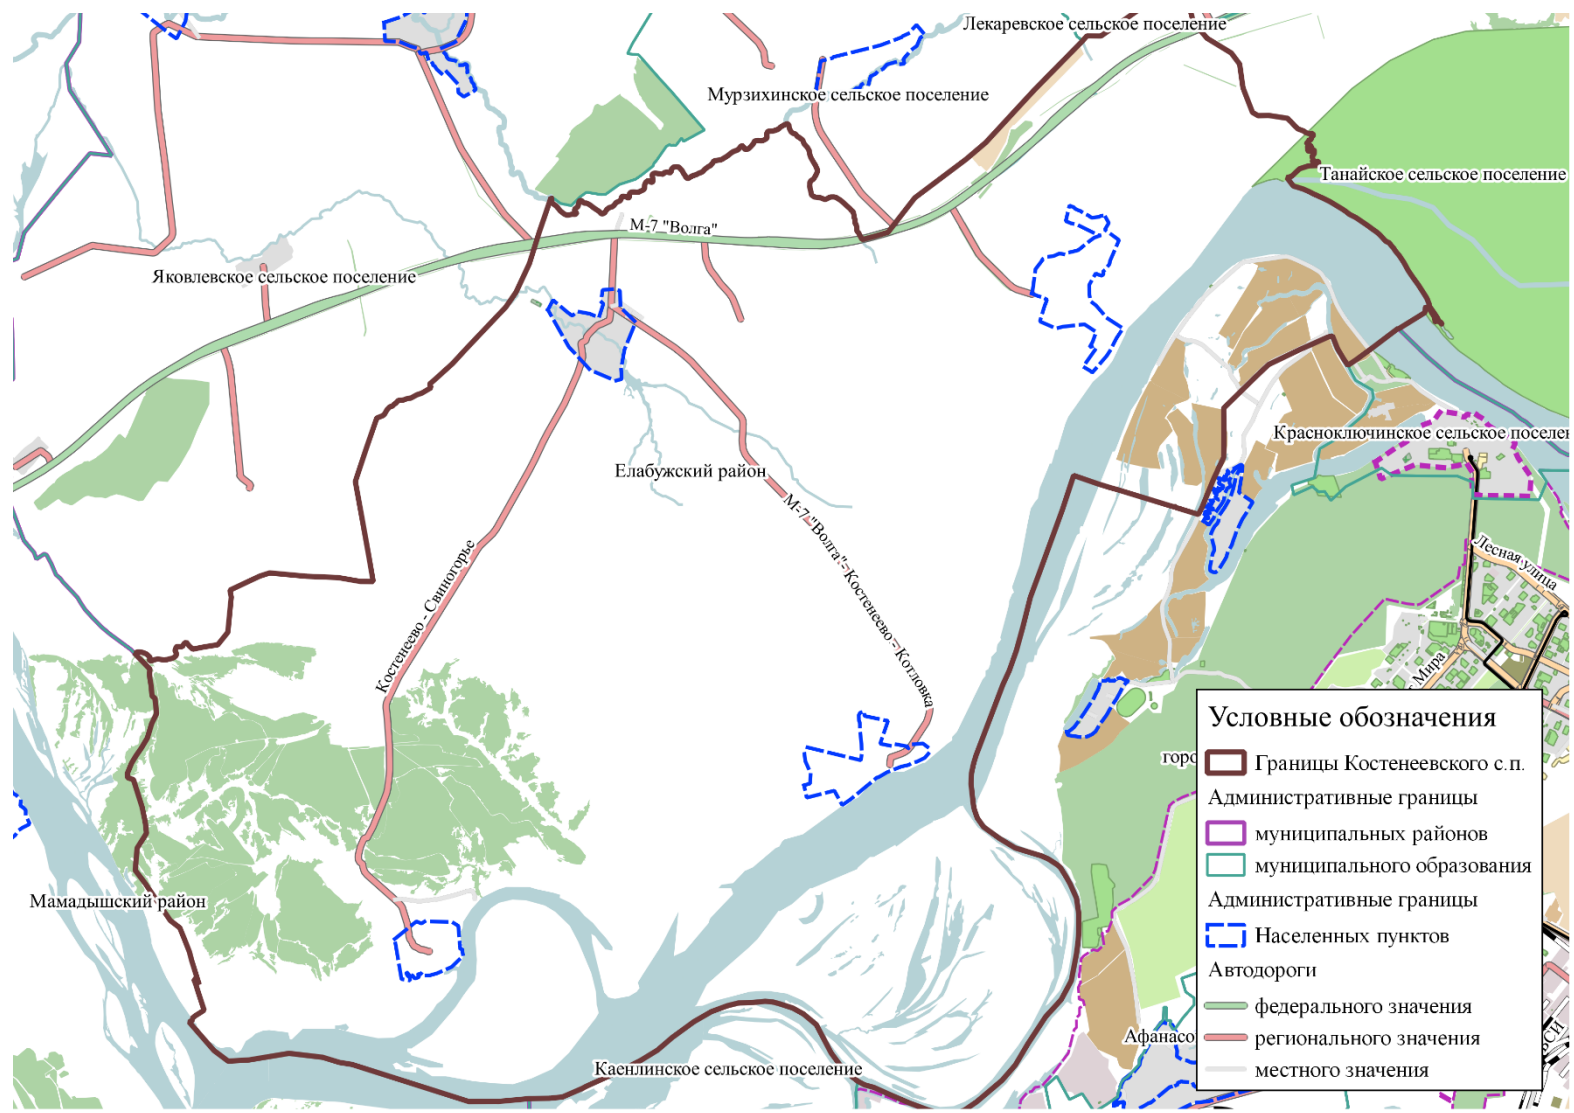 Лекаревское сельское поселение
Мурзихинское сельское поселение
Танайское сельское поселение
М-7 "Волга"
Яковлевское сельское поселение
Красноключинское сельское поселен
Елабужский район
М-7 "Волга" - Костенеево - Котловка
Костенеево - Свиногорье
Лесная улица
Мира
горо
Мамадышский район
Афанасо
Каенлинское сельское поселение
Условные обозначения
Границы Костенеевского с.п.
Административные границы
муниципальных районов
муниципального образования
Административные границы
Населенных пунктов
Автодороги
федерального значения
регионального значения
местного значения